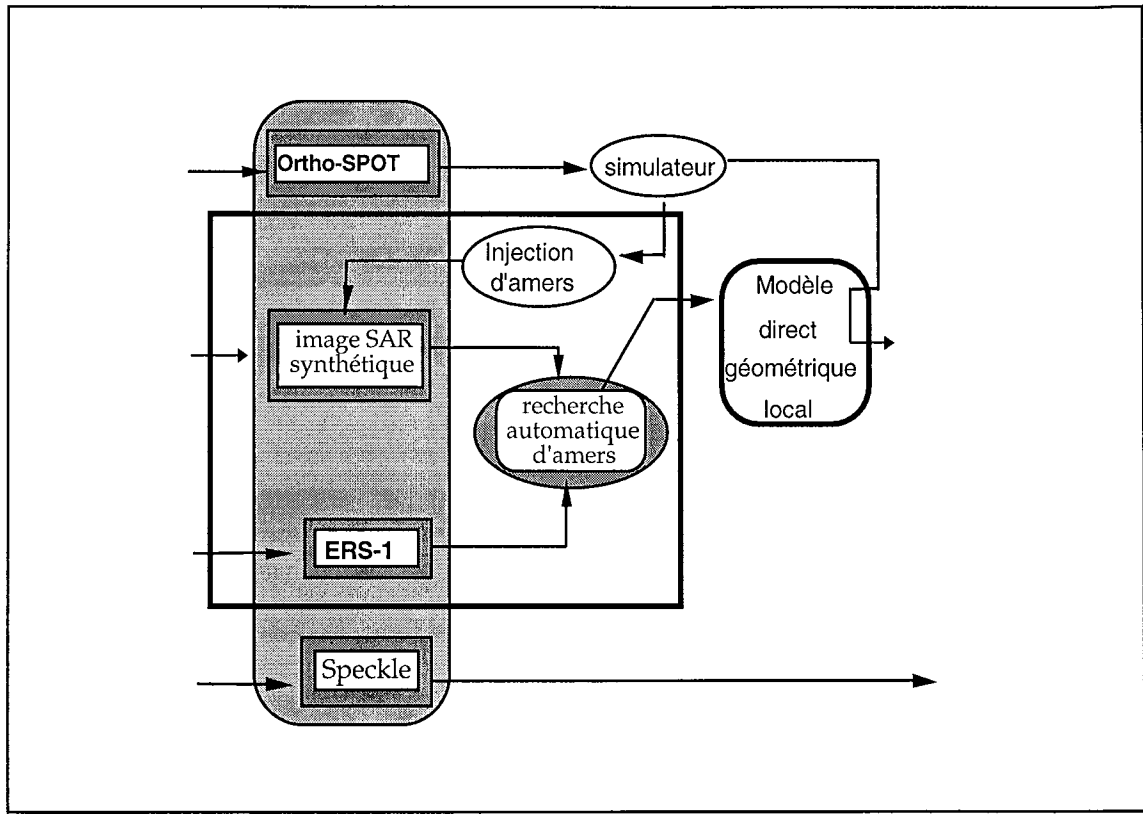 Ortho-SPOT
simulateur
Injection
d'amers
Modèle
direct
géométrique
local
image SAR
synthétique
recherche
automatique
d'amers
ERS-1
Speckle